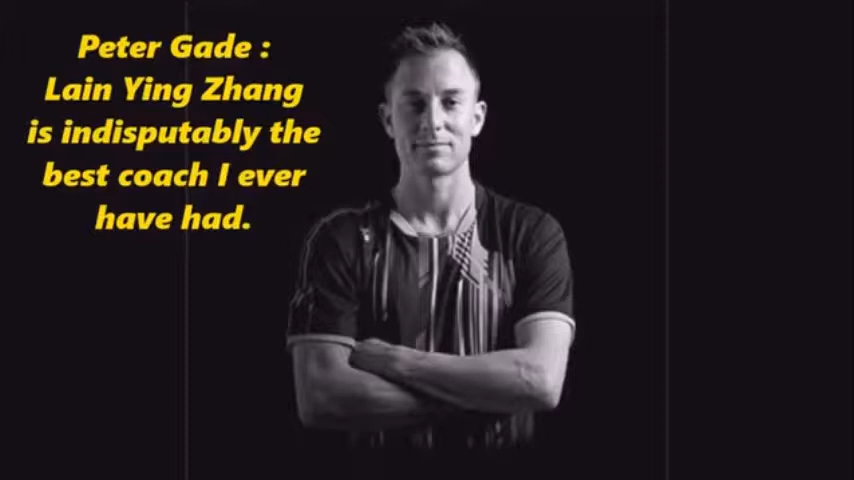 Peter Gade :
Lain Ying Zhang
is indisputably the
best coach I ever
have had.